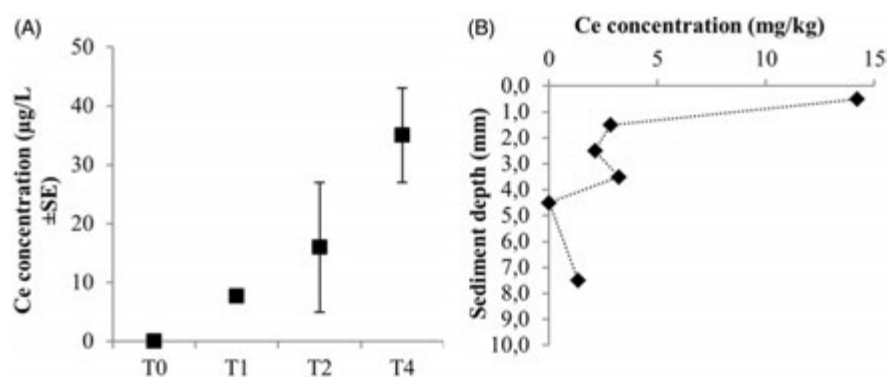 (A)
Ce concentration (µg/L
±SE)
50
40
30
20
10
0
T0 T1 T2 T4
(B)
Ce concentration (mg/kg)
0 5 10 15
Sediment depth (mm)
0,0
1,0
2,0
3,0
4,0
5,0
6,0
7,0
8,0
9,0
10,0